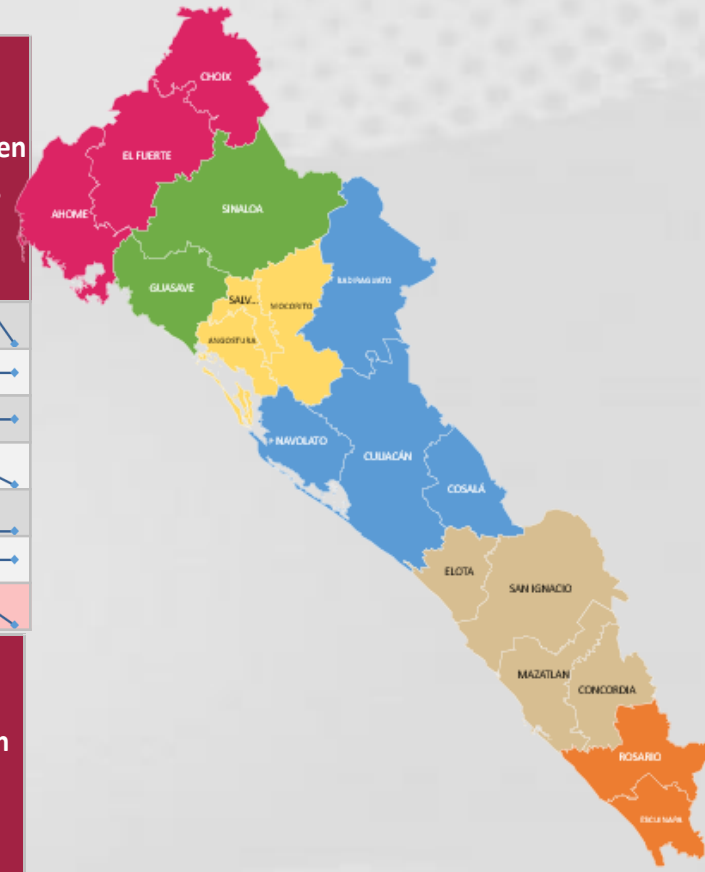 CHOIX
en
EL FUERTE
SINALOA
AHOME
BADIRAGUATO
GUASAVE
SALV...
MOCORITO
ANGOSTURA
NAVOLATO
CULIACÁN
COSALÁ
ELOTA
SAN IGNACIO
MAZATLAN
CONCORDIA
n
ROSARIO
ESCUINAPA